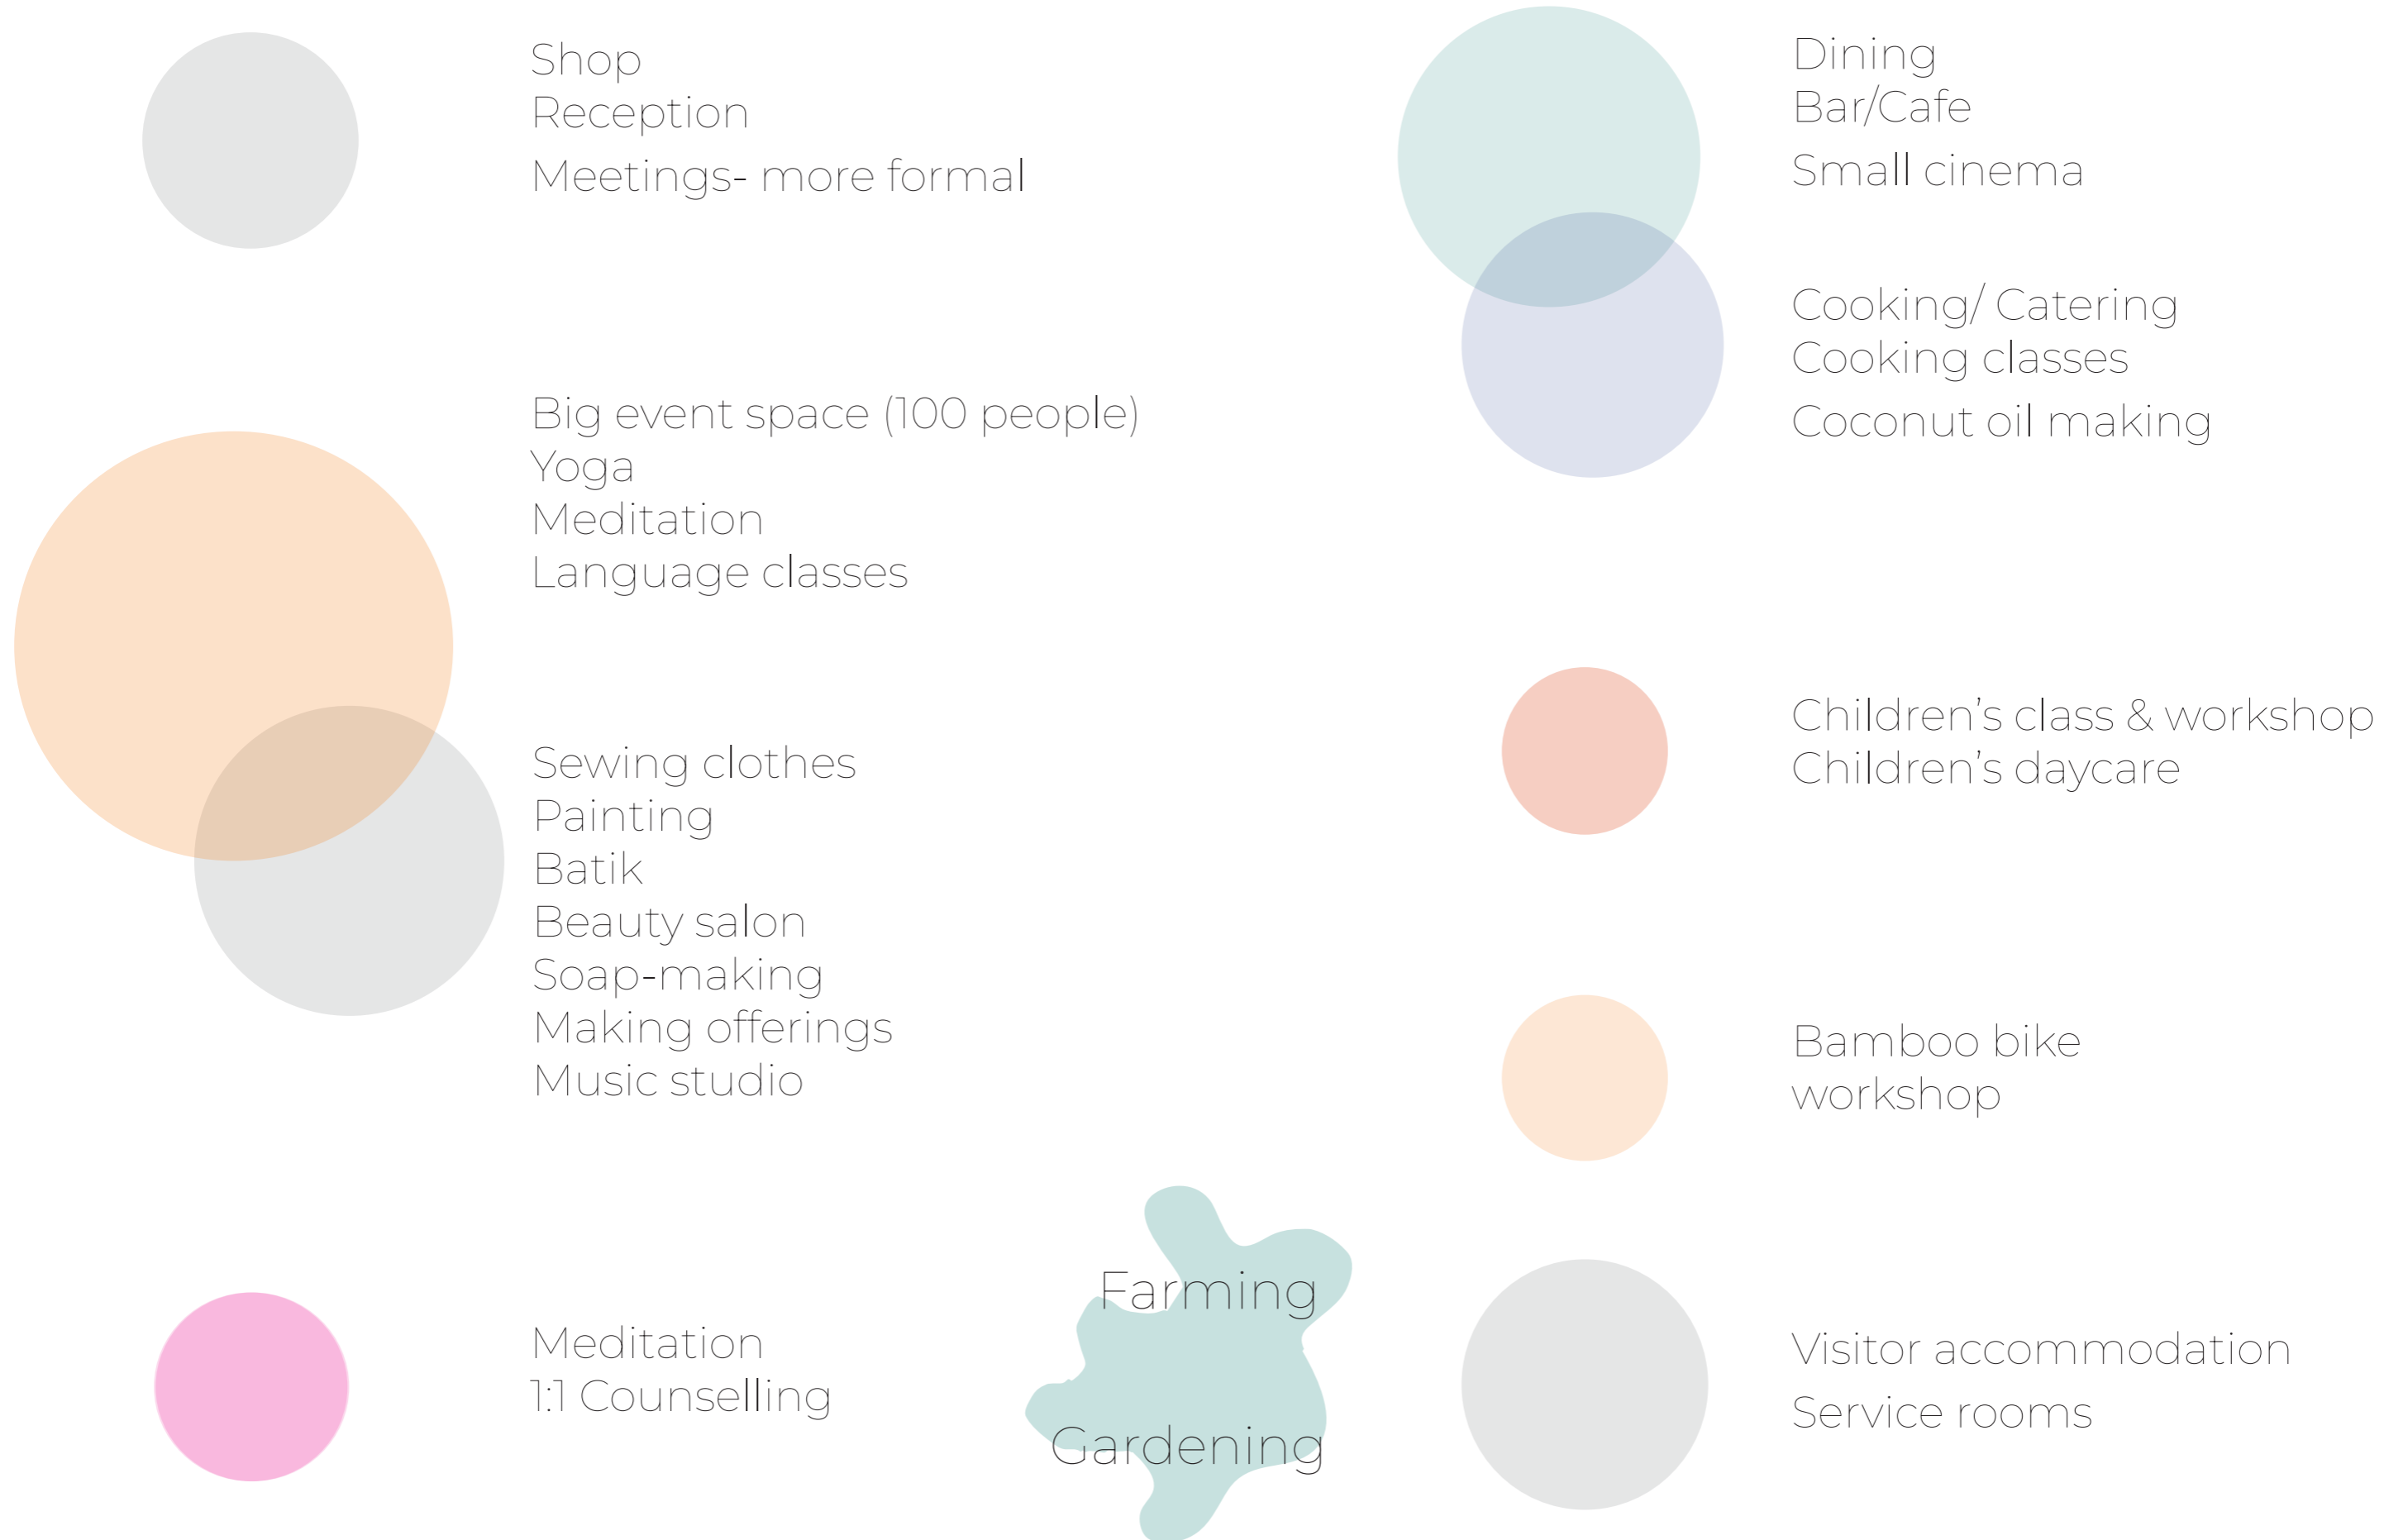 Shop
Reception
Meetings- more formal
Big event space (100 people)
Yoga
Meditation
Language classes
Sewing clothes
Painting
Batik
Beauty salon
Soap-making
Making offerings
Music studio
Meditation
1:1 Counselling
Farming
Gardening
Dining
Bar/Cafe
Small cinema
Cooking/ Catering
Cooking classes
Coconut oil making
Children's class & workshop
Children's daycare
Bamboo bike
workshop
Visitor accommodation
Service rooms